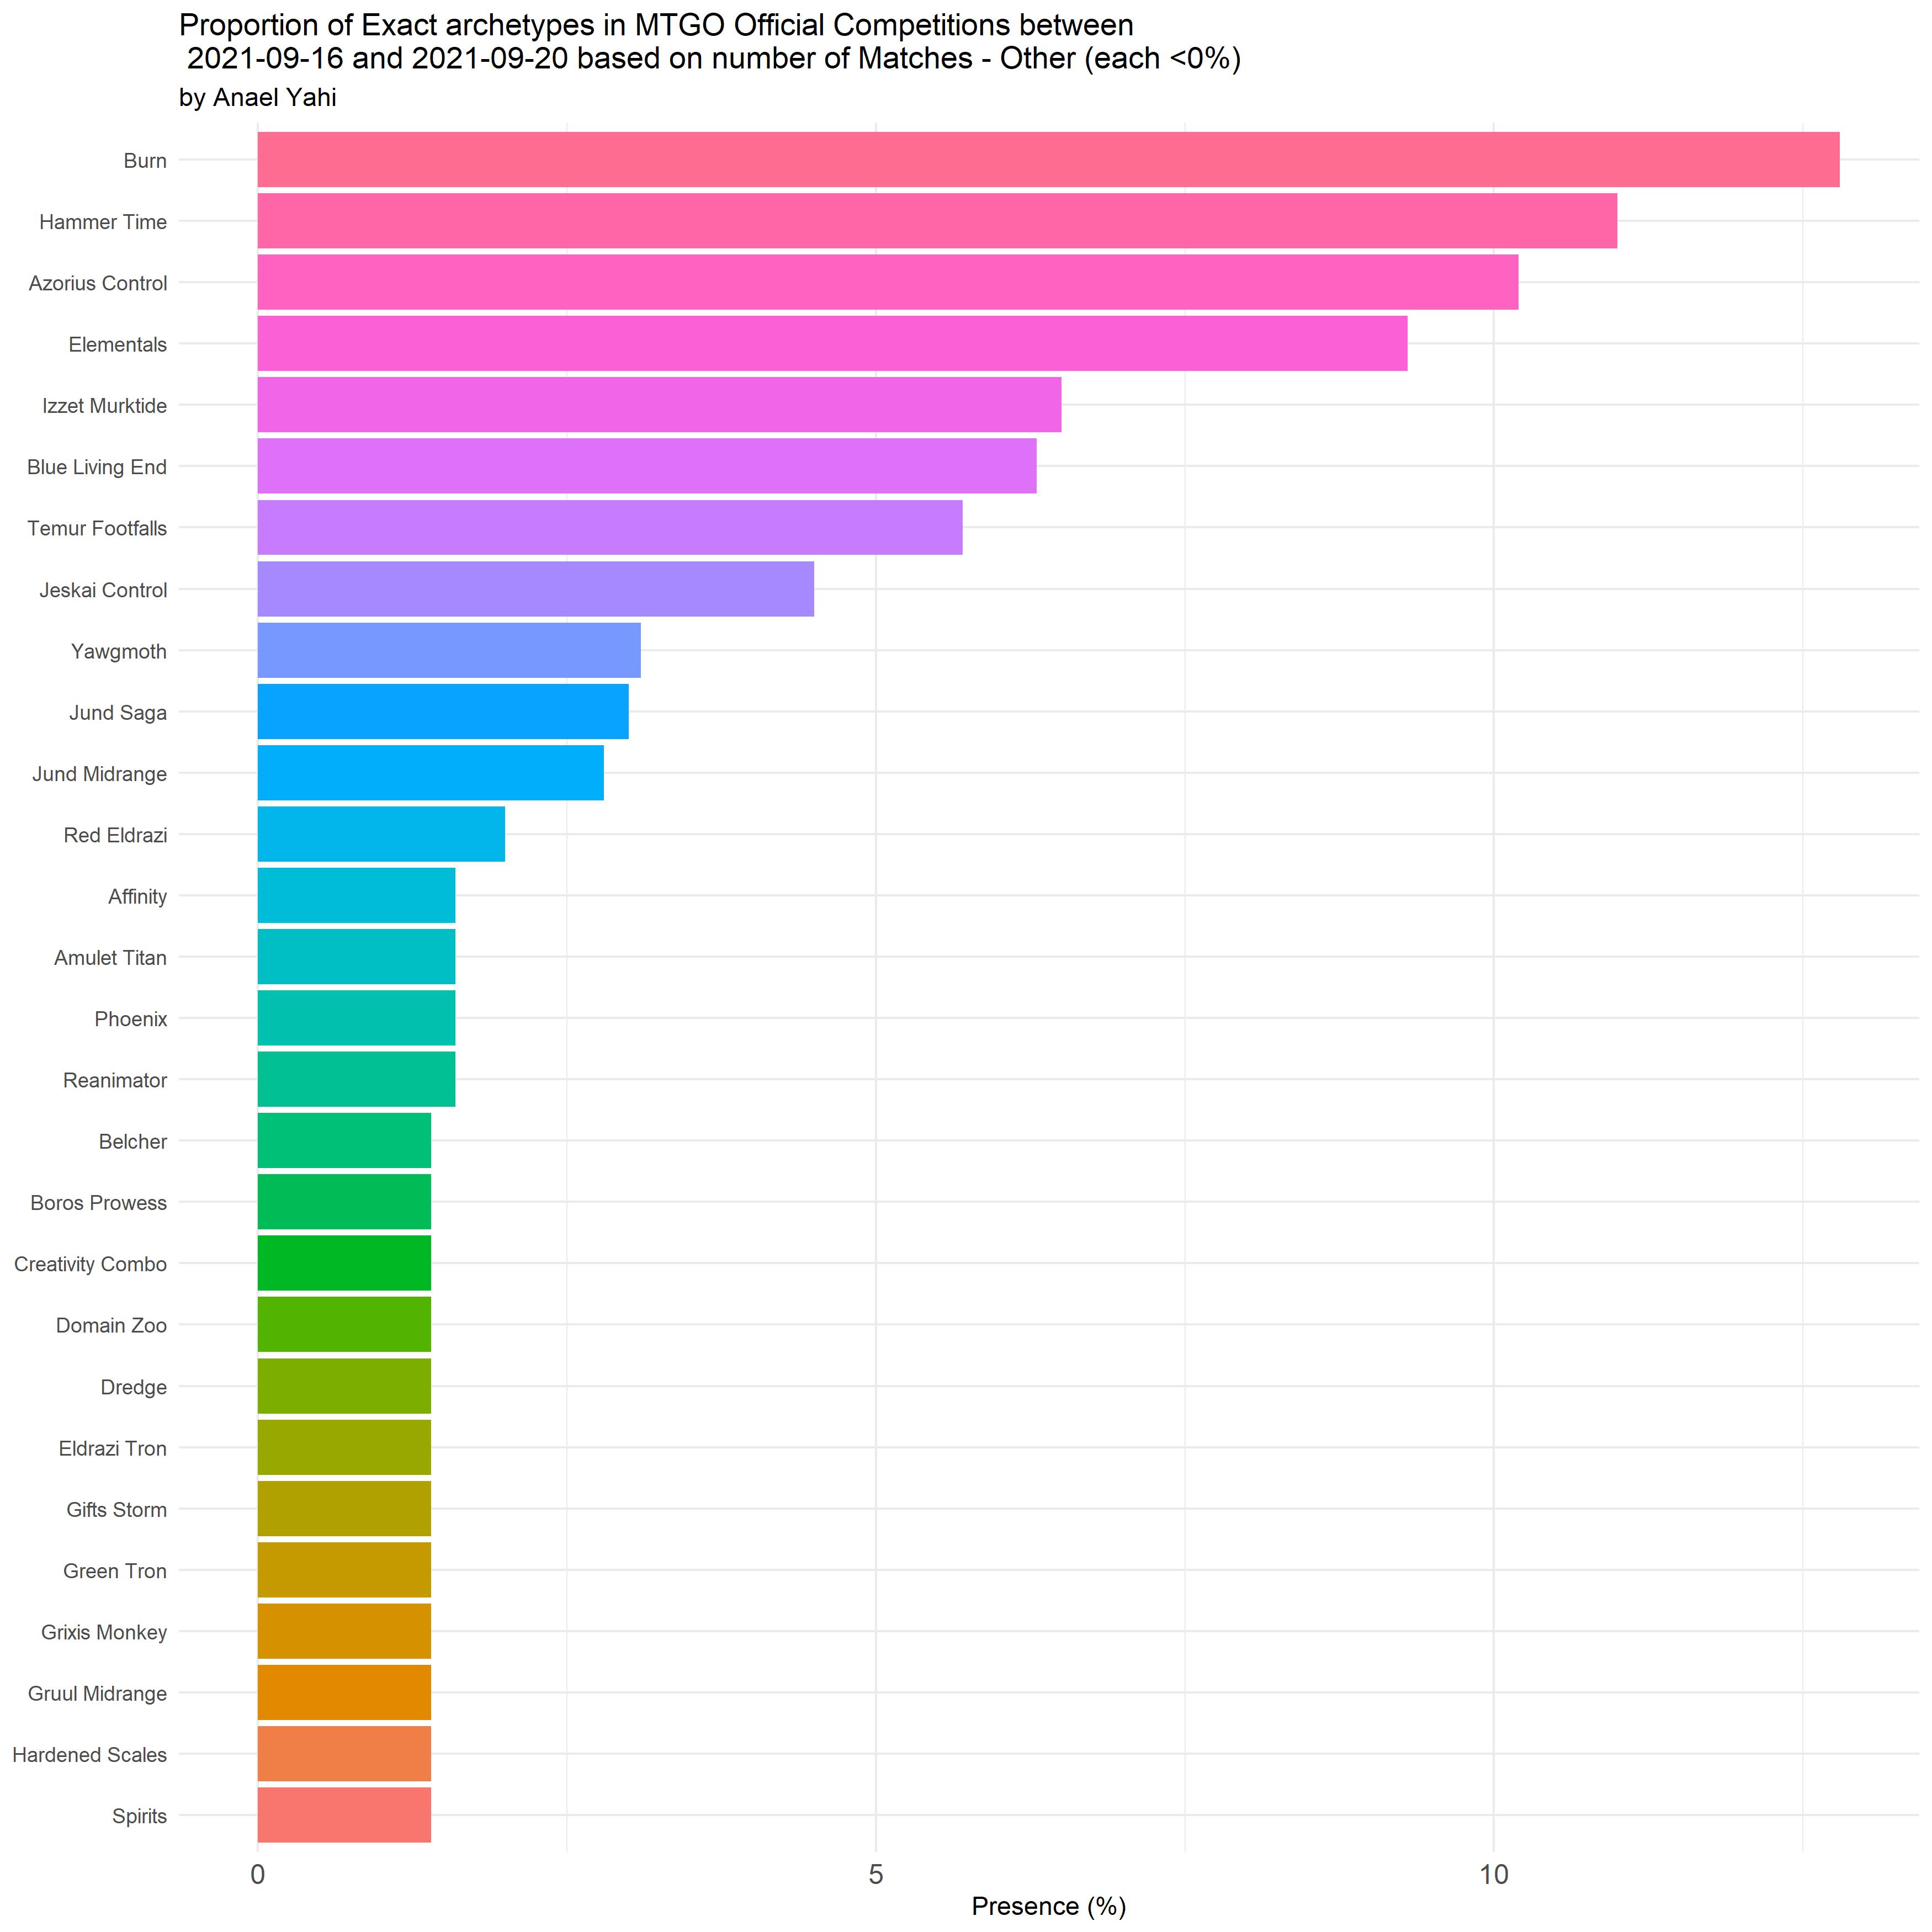 Proportion of Exact archetypes in MTGO Official Competitions between
2021-09-16 and 2021-09-20 based on number of Matches - Other (each <0%)
by Anael Yahi
Burn
Hammer Time
Azorius Control
Elementals
Izzet Murktide
Blue Living End
Temur Footfalls
Jeskai Control
Yawgmoth
Jund Saga
Jund Midrange
Red Eldrazi
Affinity
Amulet Titan
Phoenix
Reanimator
Belcher
Boros Prowess
Creativity Combo
Domain Zoo
Dredge
Eldrazi Tron
Gifts Storm
Green Tron
Grixis Monkey
Gruul Midrange
Hardened Scales
Spirits
0 5 10
Presence (%)